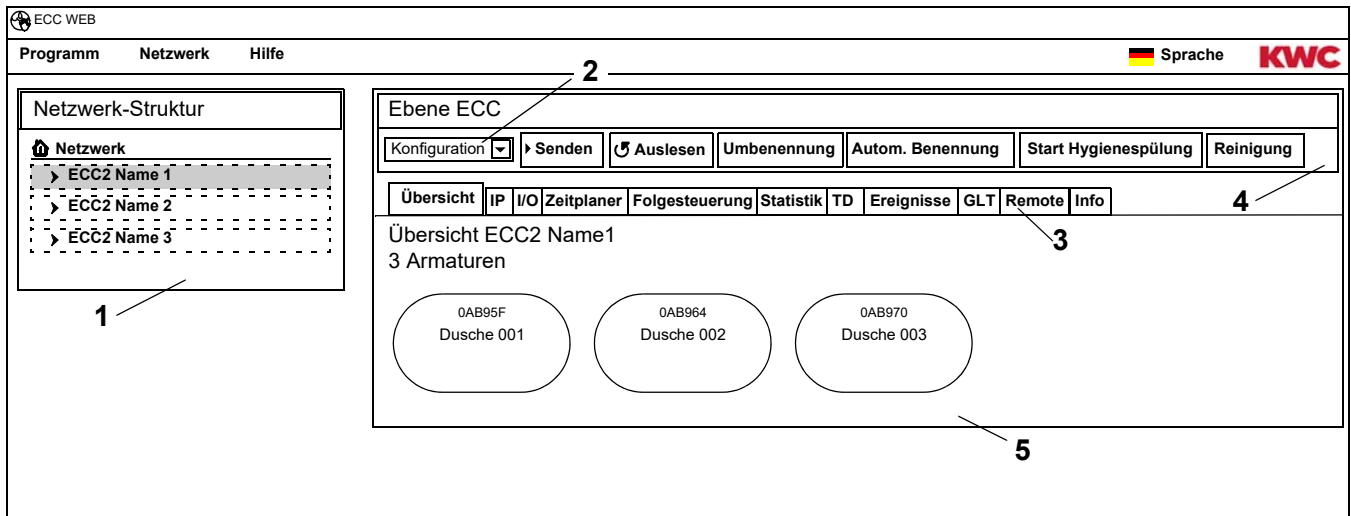 ECC WEB
Programm Netzwerk Hilfe Sprache KWC
2
Netzwerk-Struktur
Netzwerk
ECC2 Name 1
ECC2 Name 2
ECC2 Name 3
1
Ebene ECC
Konfiguration Senden Auslesen Umbenennung Autom. Benennung Start Hygienespülung Reinigung
4
Übersicht IP I/O Zeitplaner Folgesteuerung Statistik TD Ereignisse GLT Remote Info
3
Übersicht ECC2 Name1
3 Armaturen
0AB95F
Dusche 001
0AB964
Dusche 002
0AB970
Dusche 003
5